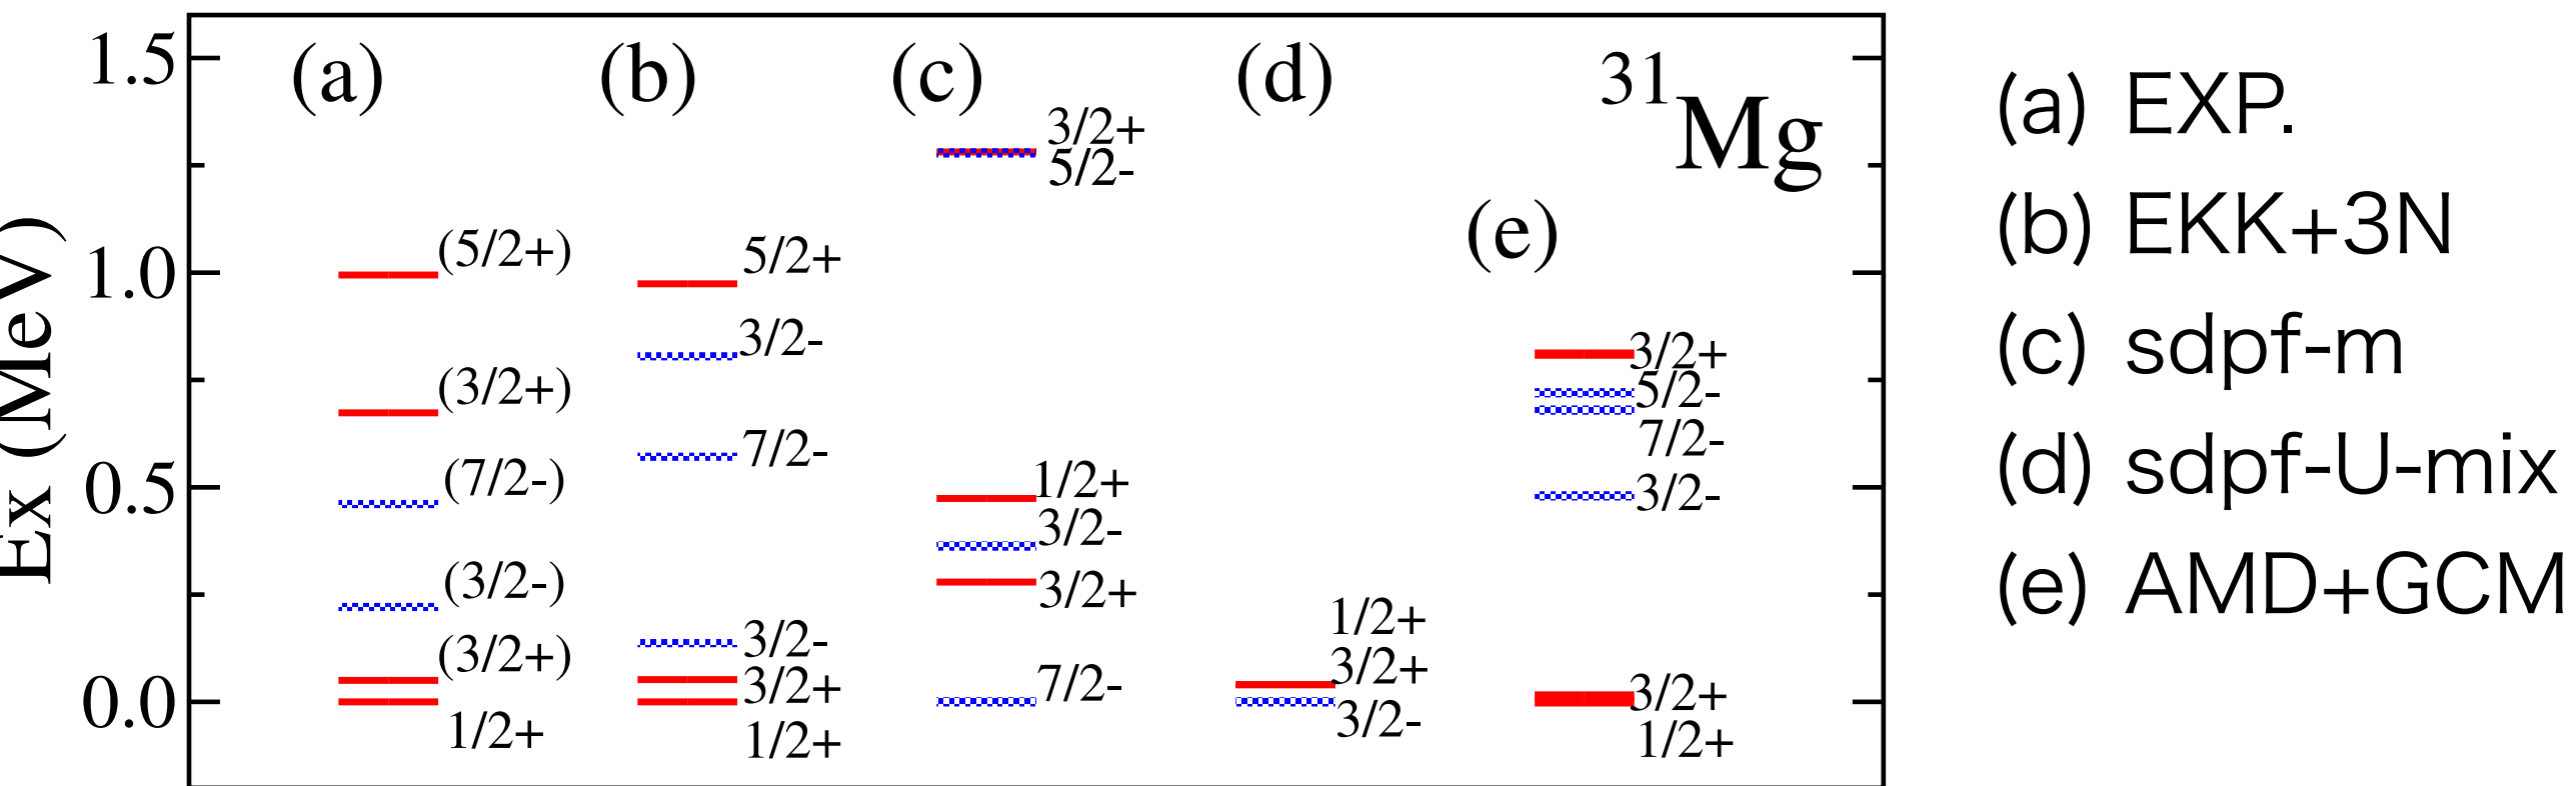 Ex (MeV)
1.5
1.0
0.5
0.0
(a)
(5/2+)
(3/2+)
(7/2-)
(3/2-)
(3/2+)
1/2+
(b)
5/2+
3/2-
7/2-
3/2-
3/2+
1/2+
(c)
3/2+
5/2-
1/2+
3/2-
3/2+
7/2-
(d)
1/2+
3/2+
3/2-
31Mg
(e)
3/2+
5/2-
7/2-
3/2-
3/2+
1/2+
(a) EXP.
(b) EKK+3N
(c) sdpf-m
(d) sdpf-U-mix
(e) AMD+GCM